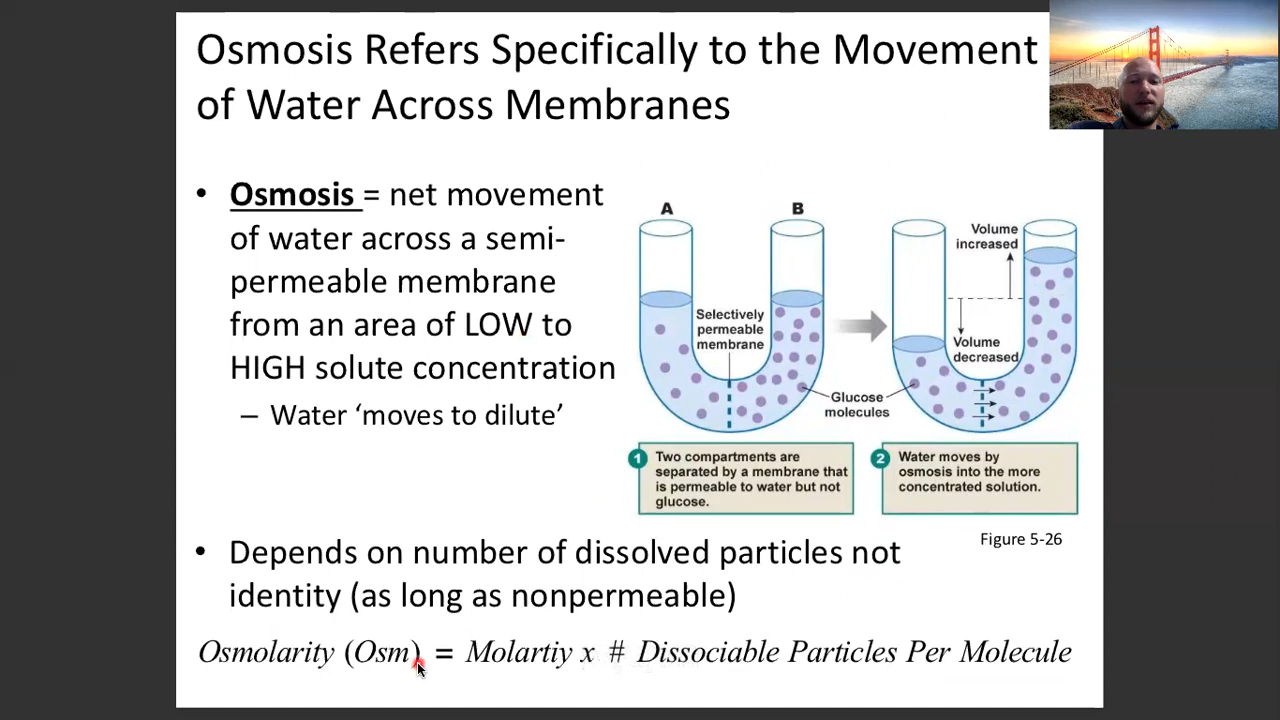 Osmosis Refers Specifically to the Movement
of Water Across Membranes
• Osmosis = net movement
of water across a semi-
permeable membrane
from an area of LOW to
HIGH solute concentration
– Water ‘moves to dilute’
A
B
Selectively
permeable
membrane
Volume
increased
Volume
decreased
Glucose
molecules
1 Two compartments are
separated by a membrane that
is permeable to water but not
glucose.
2 Water moves by
osmosis into the more
concentrated solution.
Figure 5-26
• Depends on number of dissolved particles not
identity (as long as nonpermeable)
Osmolarity (Osm) = Molartiy x # Dissociable Particles Per Molecule